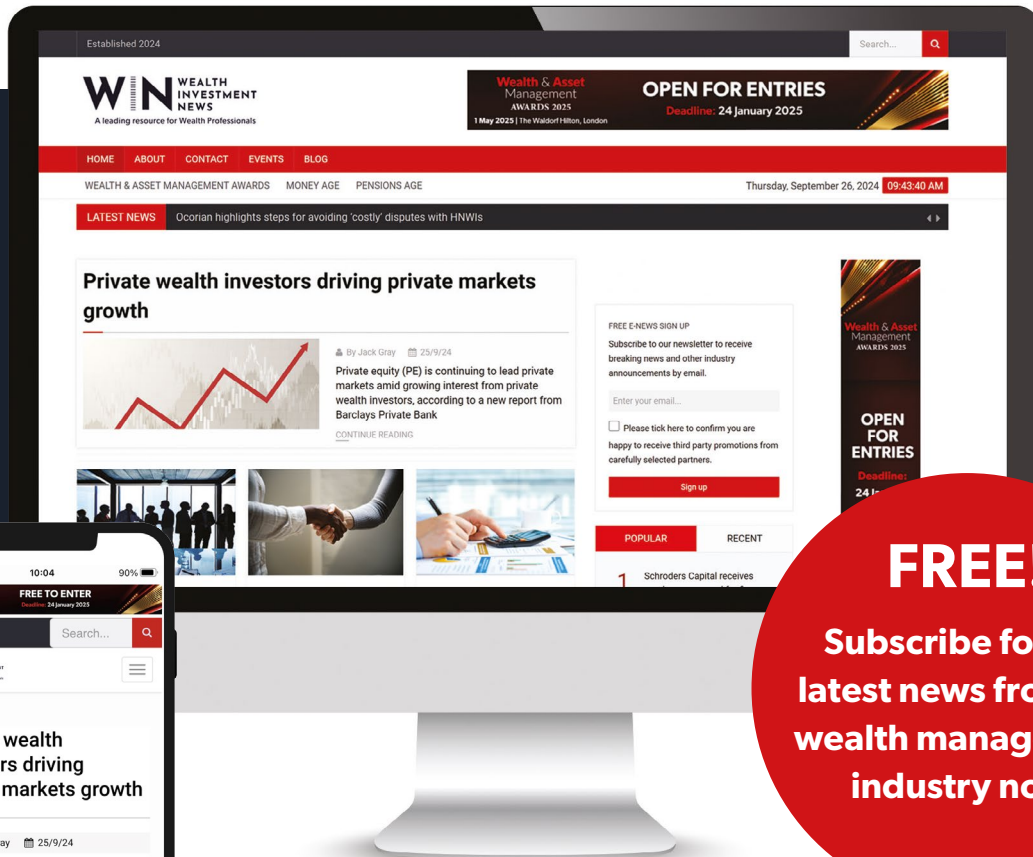 Established 2024
Search...
WIN WEALTH INVESTMENT NEWS
A leading resource for Wealth Professionals
Wealth & Asset
Management
AWARDS 2025
1 May 2025 | The Waldorf Hilton, London
OPEN FOR ENTRIES
Deadline: 24 January 2025
HOME ABOUT CONTACT EVENTS BLOG
WEALTH & ASSET MANAGEMENT AWARDS MONEY AGE PENSIONS AGE
Thursday, September 26, 2024 09:43:40 AM
LATEST NEWS Ocorian highlights steps for avoiding 'costly' disputes with HNWIs
Private wealth investors driving private markets
growth
By Jack Gray 25/9/24
Private equity (PE) is continuing to lead private
markets amid growing interest from private
wealth investors, according to a new report from
Barclays Private Bank
CONTINUE READING
FREE E-NEWS SIGN UP
Subscribe to our newsletter to receive
breaking news and other industry
announcements by email.
Enter your email...
Please tick here to confirm you are
happy to receive third party promotions from
carefully selected partners.
Sign up
POPULAR RECENT
1 Schroders Capital receives
Wealth & Asset
Management
AWARDS 2025
OPEN
FOR
ENTRIES
Deadline:
24
10:04 90%
FREE TO ENTER
Deadline: 24 January 2025
Search...
wealth
rs driving
markets growth
ay 25/9/24
FREE!
Subscribe fo
latest news fro
wealth manag
industry no